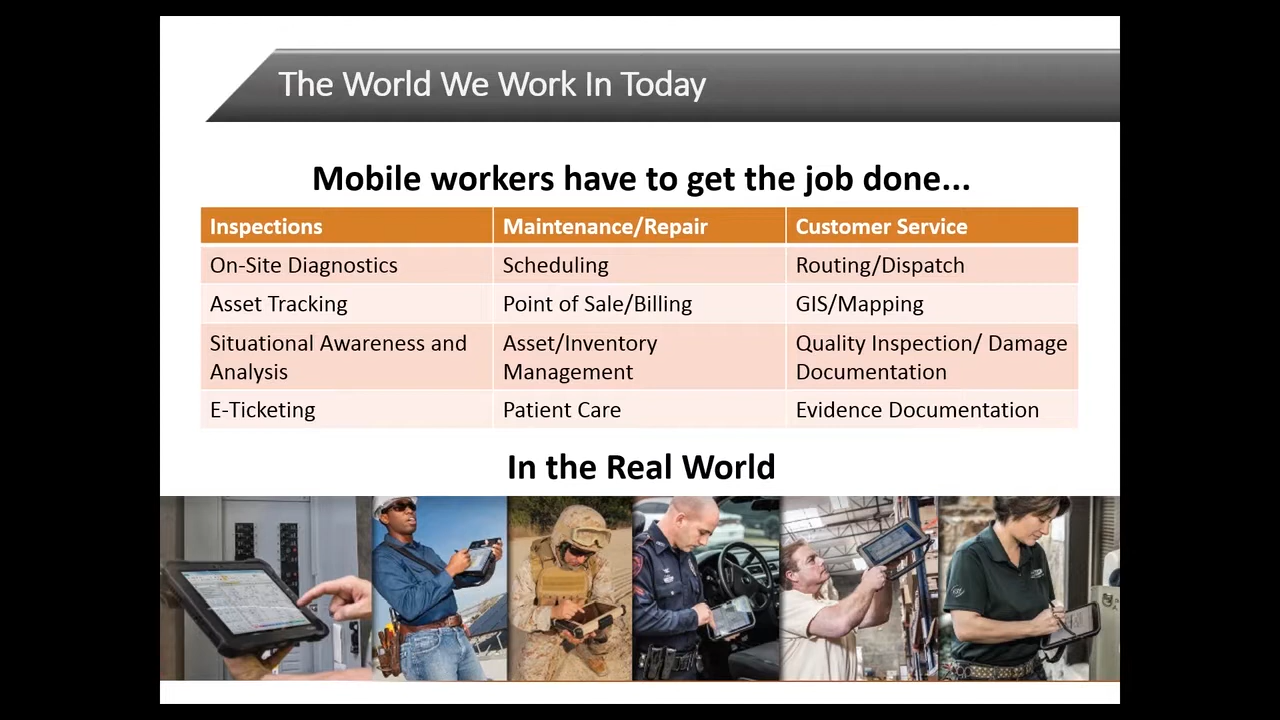 The World We Work In Today
Mobile workers have to get the job done...
Inspections
Maintenance/Repair
Customer Service
On-Site Diagnostics
Scheduling
Routing/Dispatch
Asset Tracking
Point of Sale/Billing
GIS/Mapping
Situational Awareness and
Analysis
Asset/Inventory
Management
Quality Inspection/ Damage
Documentation
E-Ticketing
Patient Care
Evidence Documentation
In the Real World